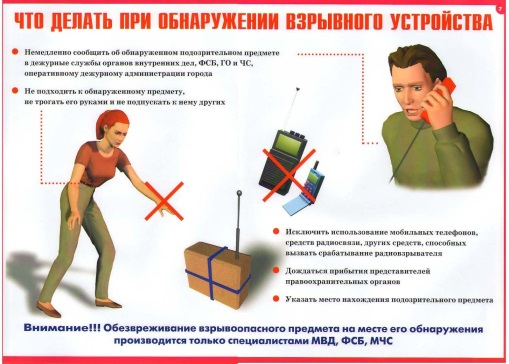 7
ЧТО ДЕЛАТЬ ПРИ ОБНАРУЖЕНИИ ВЗРЫВНОГО УСТРОЙСТВА
Немедленно сообщить об обнаруженном подозрительном предмете
в дежурные службы органов внутренних дел, ФСБ, ГО и ЧС,
оперативному дежурному администрации города
Не подходить к обнаруженному предмету,
не трогать его руками и не подпускать к нему других
Исключить использование мобильных телефонов,
средств радиосвязи, других средств, способных
вызвать срабатывание радиовзрывателя
Дождаться прибытия представителей
правоохранительных органов
Указать место нахождения подозрительного предмета
Внимание!!! Обезвреживание взрывоопасного предмета на месте его обнаружения
производится только специалистами МВД, ФСБ, МЧС